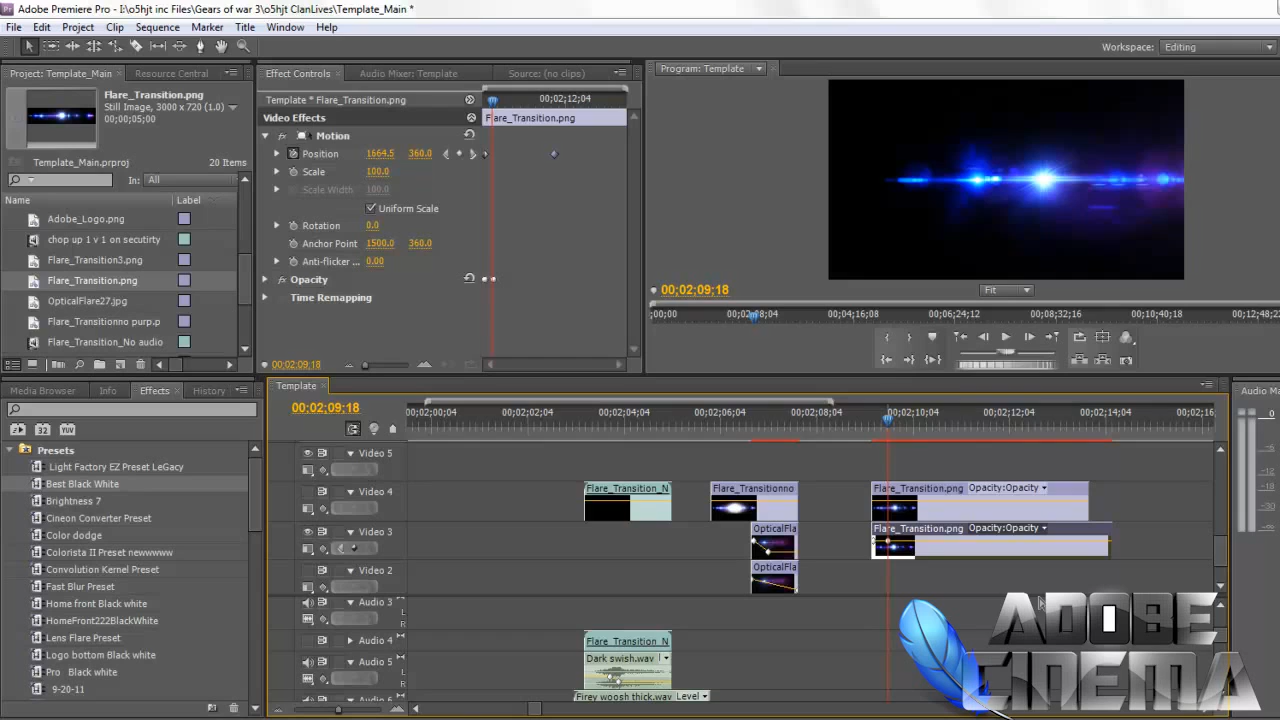 Adobe Premiere Pro - I:\o5hjt inc Files\Gears of war 3\o5hjt ClanLives\Template_Main *
File Edit Project Clip Sequence Marker Title Window Help
Workspace: Editing
Project: Template_Main Resource Central
Effect Controls Audio Mixer: Template Source: (no clips)
Program: Template
Flare_Transition.png
Still Image, 3000 x 720 (1.0)
00;00;05;00
Template_Main.prproj 20 Items
In: All
Name Label
Adobe_Logo.png
chop up 1 v 1 on secutirty
Flare_Transition3.png
Flare_Transition.png
OpticalFlare27.jpg
Flare_Transitionno purp.p
Flare_Transition_No audio
Template * Flare_Transition.png
00;02;12;04
Video Effects
Flare_Transition.png
Motion
Position 1664.5 360.0
Scale 100.0
Scale Width 100.0
Uniform Scale
Rotation 0.0
Anchor Point 1500.0 360.0
Anti-flicker ... 0.00
Opacity
Time Remapping
00;02;09;18
00;02;09;18
Fit
00;04;16;08 00;06;24;12 00;08;32;16 00;10;40;18 00;12;48;2
Media Browser Info Effects History
Presets
Light Factory EZ Preset LeGacy
Best Black White
Brightness 7
Cineon Converter Preset
Color dodge
Colorista II Preset newwwww
Convolution Kernel Preset
Fast Blur Preset
Home front Black white
HomeFront222BlackWhite
Lens Flare Preset
Logo bottom Black white
Pro Black white
9-20-11
Template
00;02;09;18
;00;02;00;04 00;02;02;04 00;02;04;04 00;02;06;04 00;02;08;04 00;02;10;04 00;02;12;04 00;02;14;04 00;02;16
Video 5
Video 4
Flare_Transition_N
Flare_Transitionno
Flare_Transition.png Opacity:Opacity
Video 3
OpticalFla
Flare_Transition.png Opacity:Opacity
Video 2
OpticalFla
Audio 3
L
R
Audio 4
Flare_Transition_N
Audio 5
L
R
Dark swish.wav
Audio 6
Firey woosh thick.wav Level
Audio Ma
0
-6
-12
-18
-30
ADOBE
CINEMA